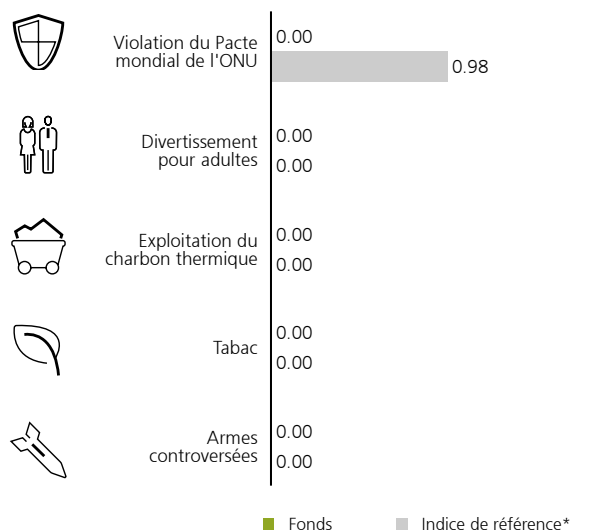 Violation du Pacte
mondial de l'ONU
0.00
0.98
Divertissement
pour adultes
0.00
0.00
Exploitation du
charbon thermique
0.00
0.00
Tabac
0.00
0.00
Armes
controversées
0.00
0.00
Fonds
Indice de référence*